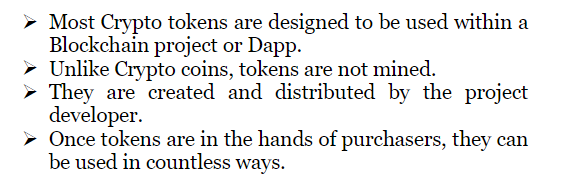 ➢ Most Crypto tokens are designed to be used within a
Blockchain project or Dapp.
➢ Unlike Crypto coins, tokens are not mined.
➢ They are created and distributed by the project
developer.
➢ Once tokens are in the hands of purchasers, they can
be used in countless ways.